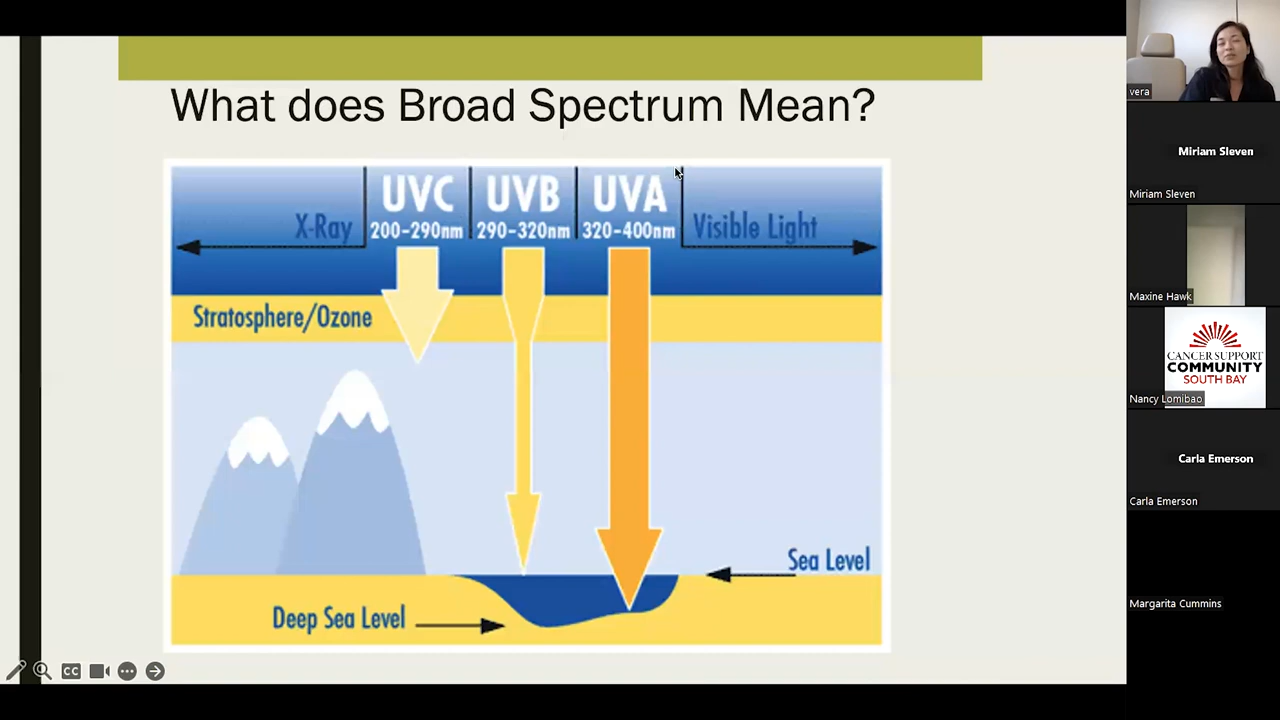 What does Broad Spectrum Mean?
X-Ray
UVC
200-290nm
UVB
290-320nm
UVA
320-400nm
Visible Light
Stratosphere/Ozone
Sea Level
Deep Sea Level
CC
vera
Miriam Sleven
Miriam Sleven
Maxine Hawk
CANCER SUPPORT
COMMUNITY
SOUTH BAY
Nancy Lomibao
Carla Emerson
Carla Emerson
Margarita Cummins